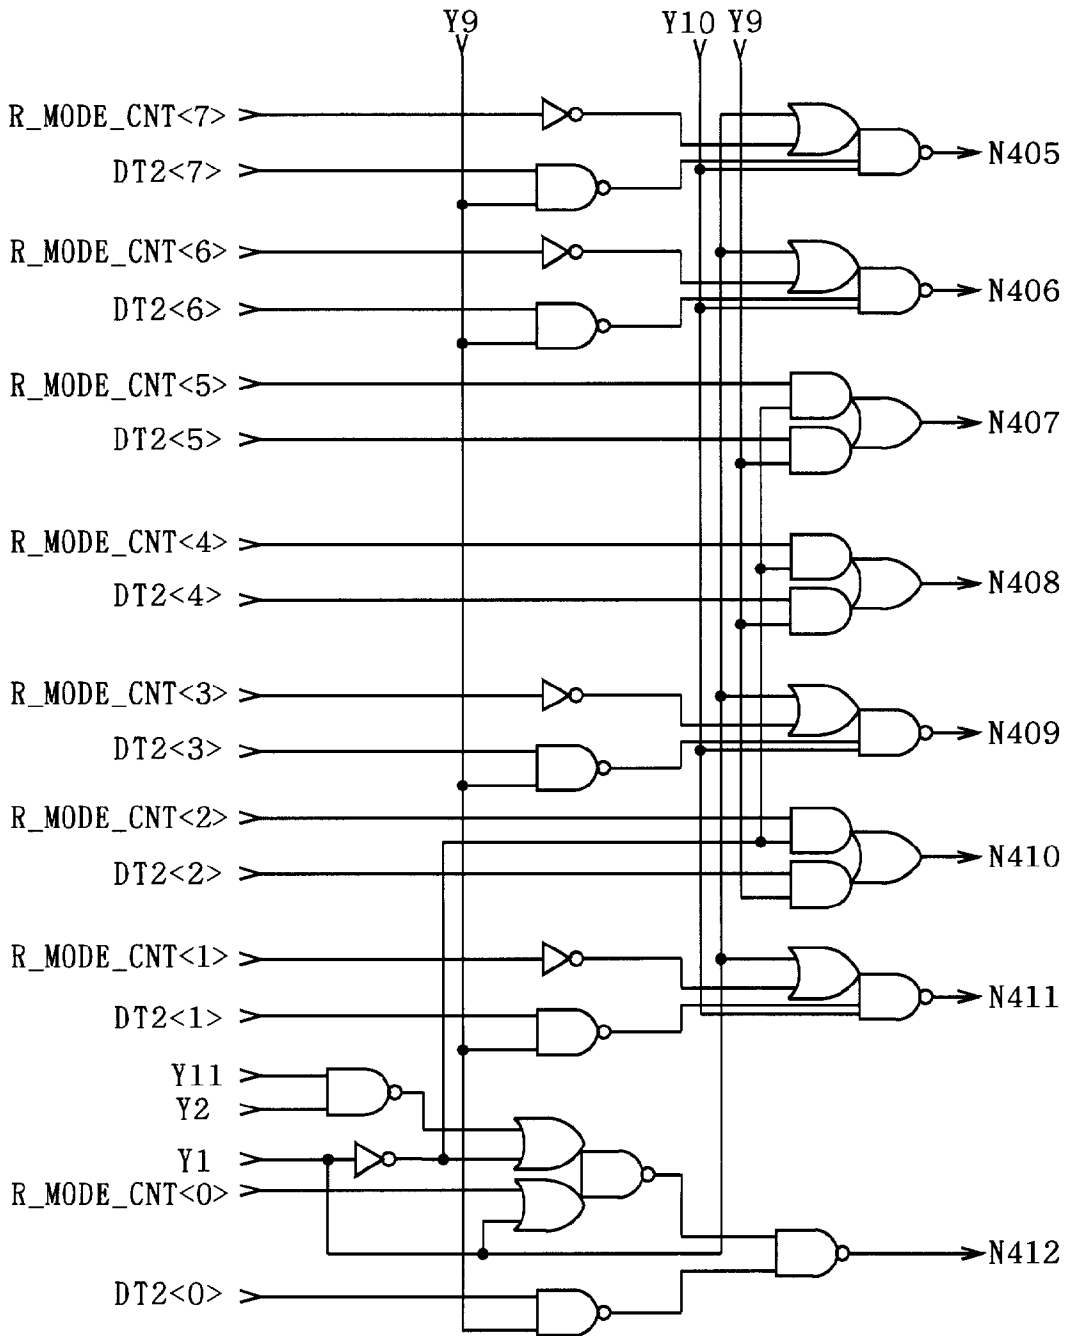 Y9 Y10 Y9
R_MODE_CNT<7>
DT2<7>
N405
R_MODE_CNT<6>
DT2<6>
N406
R_MODE_CNT<5>
DT2<5>
N407
R_MODE_CNT<4>
DT2<4>
N408
R_MODE_CNT<3>
DT2<3>
N409
R_MODE_CNT<2>
DT2<2>
N410
R_MODE_CNT<1>
DT2<1>
N411
Y11
Y2
Y1
R_MODE_CNT<0>
DT2<0>
N412